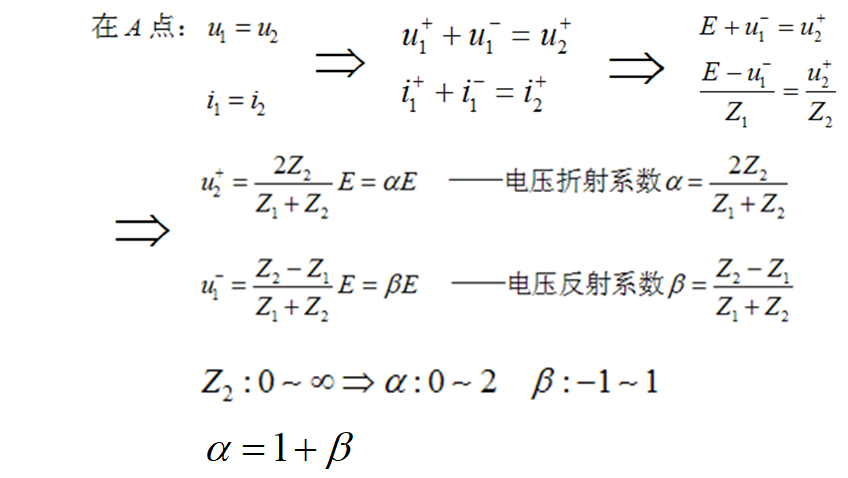 在 A 点： u₁ = u₂ ⇒ u₁⁺ + u₁⁻ = u₂⁺ ⇒ E + u₁⁻ = u₂⁺
i₁ = i₂ i₁⁺ + i₁⁻ = i₂⁺ (E − u₁⁻)/Z₁ = u₂⁺/Z₂
⇒ u₂⁺ = 2Z₂/(Z₁ + Z₂) E = αE ——电压折射系数 α = 2Z₂/(Z₁ + Z₂)
u₁⁻ = (Z₂ − Z₁)/(Z₁ + Z₂) E = βE ——电压反射系数 β = (Z₂ − Z₁)/(Z₁ + Z₂)
Z₂ : 0 ~ ∞ ⇒ α : 0 ~ 2 β : −1 ~ 1
α = 1 + β